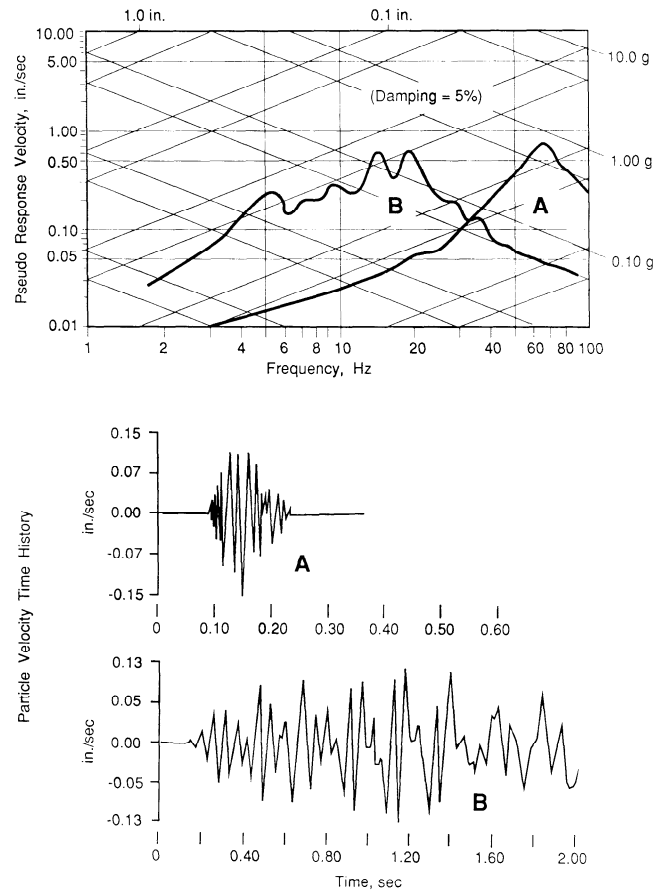 1.0 in. 0.1 in.
10.00
5.00
1.00
0.50
0.10
0.05
0.01
Pseudo Response Velocity, in./sec
(Damping = 5%)
B
A
10.0 g
1.00 g
0.10 g
1 2 4 6 8 10 20 40 60 80 100
Frequency, Hz
Particle Velocity Time History
in./sec
0.15
0.07
0.00
-0.07
-0.15
A
0 0.10 0.20 0.30 0.40 0.50 0.60
in./sec
0.13
0.05
0.00
-0.05
-0.13
B
0 0.40 0.80 1.20 1.60 2.00
Time, sec